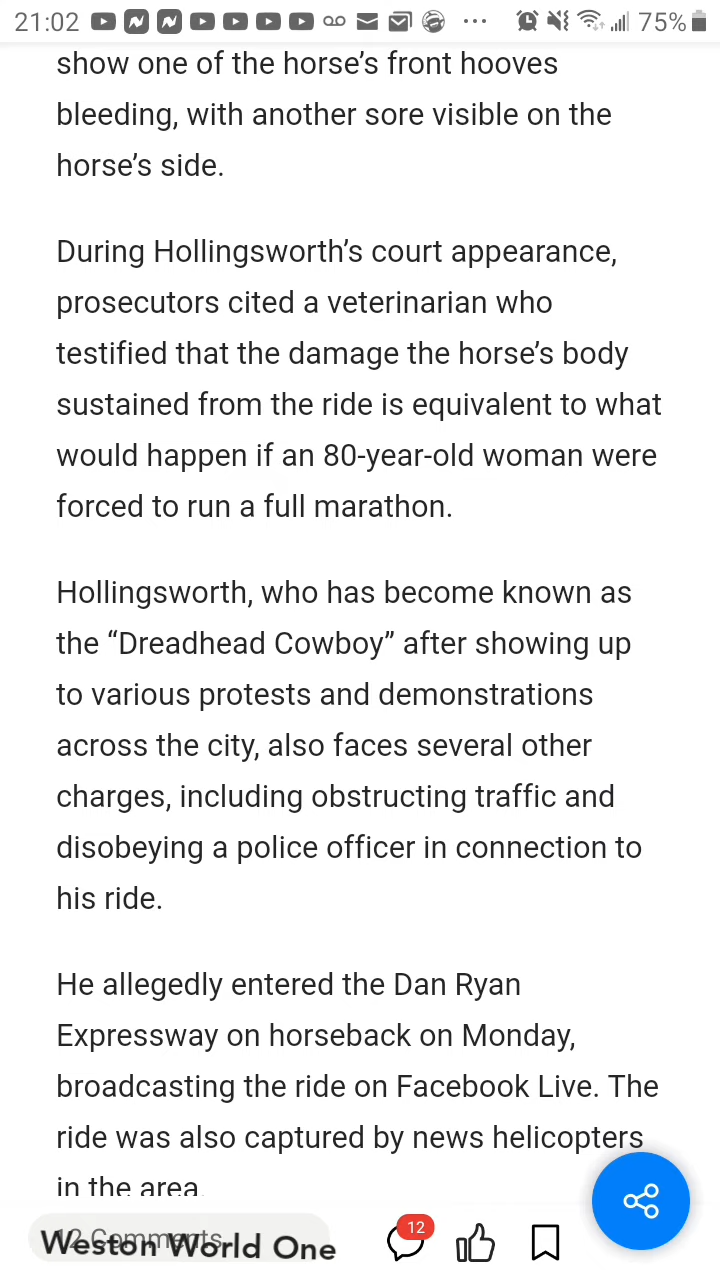 21:02 75%
show one of the horse’s front hooves
bleeding, with another sore visible on the
horse’s side.
During Hollingsworth’s court appearance,
prosecutors cited a veterinarian who
testified that the damage the horse’s body
sustained from the ride is equivalent to what
would happen if an 80-year-old woman were
forced to run a full marathon.
Hollingsworth, who has become known as
the “Dreadhead Cowboy” after showing up
to various protests and demonstrations
across the city, also faces several other
charges, including obstructing traffic and
disobeying a police officer in connection to
his ride.
He allegedly entered the Dan Ryan
Expressway on horseback on Monday,
broadcasting the ride on Facebook Live. The
ride was also captured by news helicopters
in the area.
12 Comments
Weston World One
12